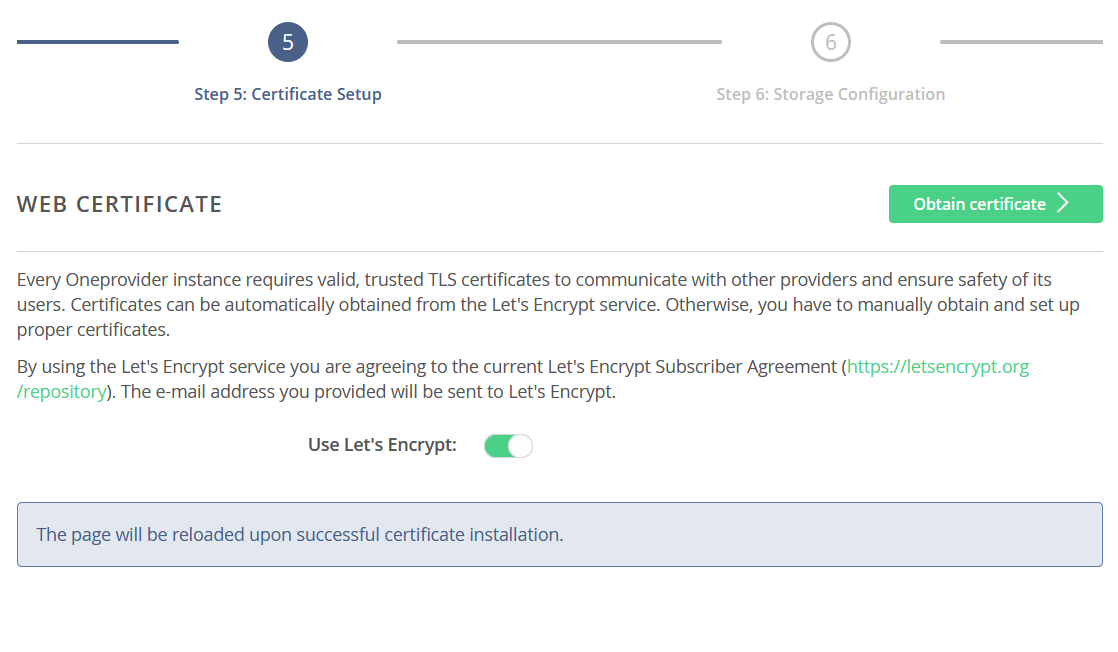 5
6
Step 5: Certificate Setup
Step 6: Storage Configuration
WEB CERTIFICATE
Obtain certificate
Every Oneprovider instance requires valid, trusted TLS certificates to communicate with other providers and ensure safety of its
users. Certificates can be automatically obtained from the Let's Encrypt service. Otherwise, you have to manually obtain and set up
proper certificates.
By using the Let's Encrypt service you are agreeing to the current Let's Encrypt Subscriber Agreement (https://letsencrypt.org
/repository). The e-mail address you provided will be sent to Let's Encrypt.
Use Let's Encrypt:
The page will be reloaded upon successful certificate installation.